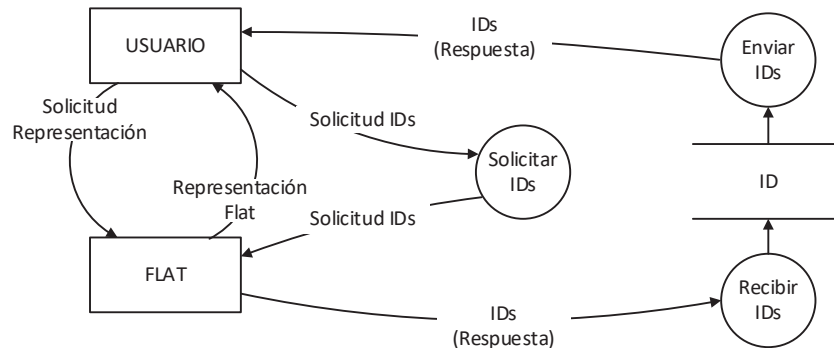 USUARIO
IDs
(Respuesta)
Enviar
IDs
Solicitud
Representación
Solicitud IDs
Solicitar
IDs
ID
Representación
Flat
Solicitud IDs
FLAT
IDs
(Respuesta)
Recibir
IDs